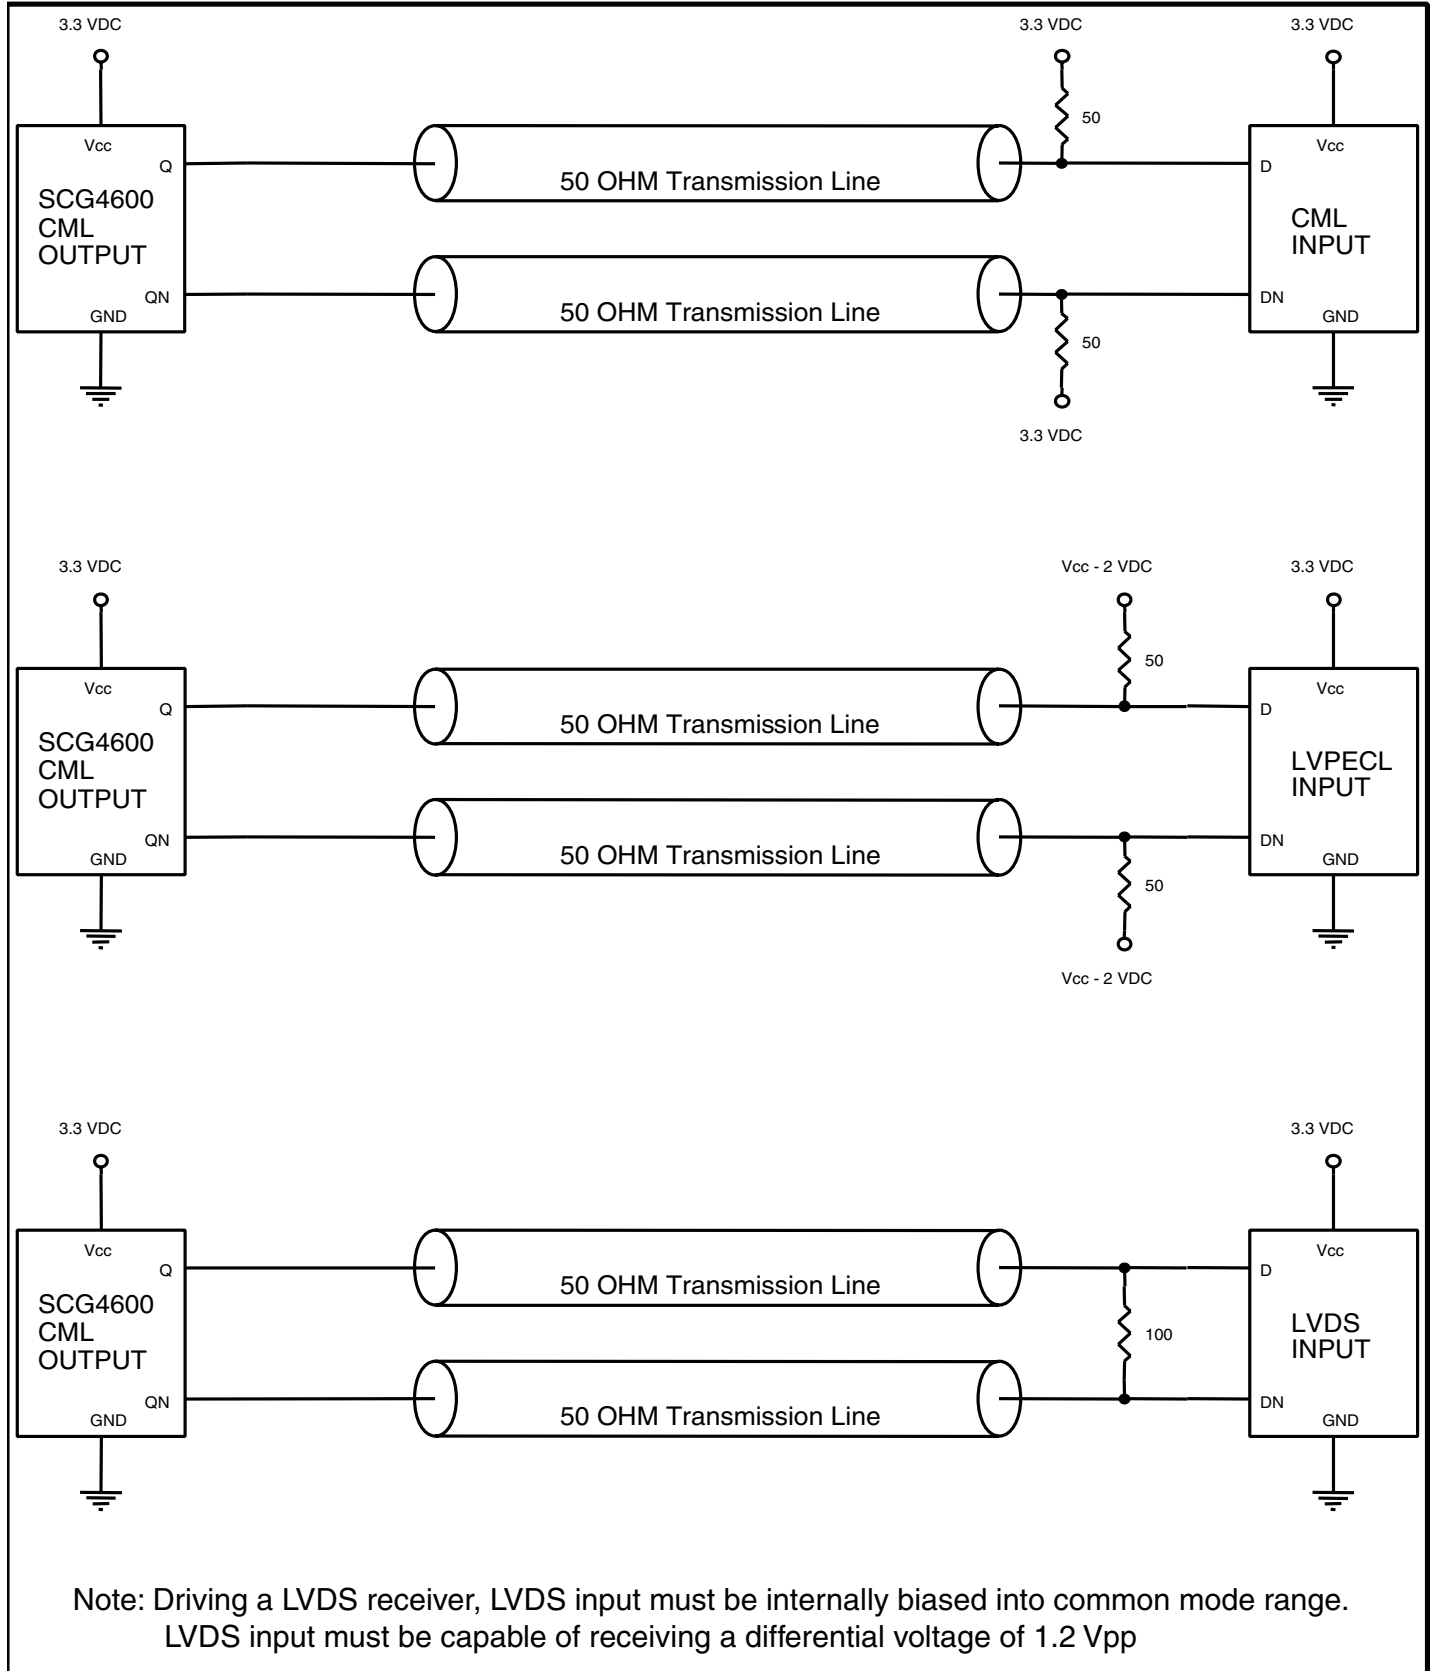 3.3 VDC
3.3 VDC
3.3 VDC
50
Vcc
Q
SCG4600
CML
OUTPUT
QN
GND
50 OHM Transmission Line
50 OHM Transmission Line
Vcc
D
CML
INPUT
DN
GND
50
3.3 VDC
3.3 VDC
Vcc - 2 VDC
3.3 VDC
50
Vcc
Q
SCG4600
CML
OUTPUT
QN
GND
50 OHM Transmission Line
50 OHM Transmission Line
Vcc
D
LVPECL
INPUT
DN
GND
50
Vcc - 2 VDC
3.3 VDC
3.3 VDC
Vcc
Q
SCG4600
CML
OUTPUT
QN
GND
50 OHM Transmission Line
50 OHM Transmission Line
100
Vcc
D
LVDS
INPUT
DN
GND
Note: Driving a LVDS receiver, LVDS input must be internally biased into common mode range.
LVDS input must be capable of receiving a differential voltage of 1.2 Vpp